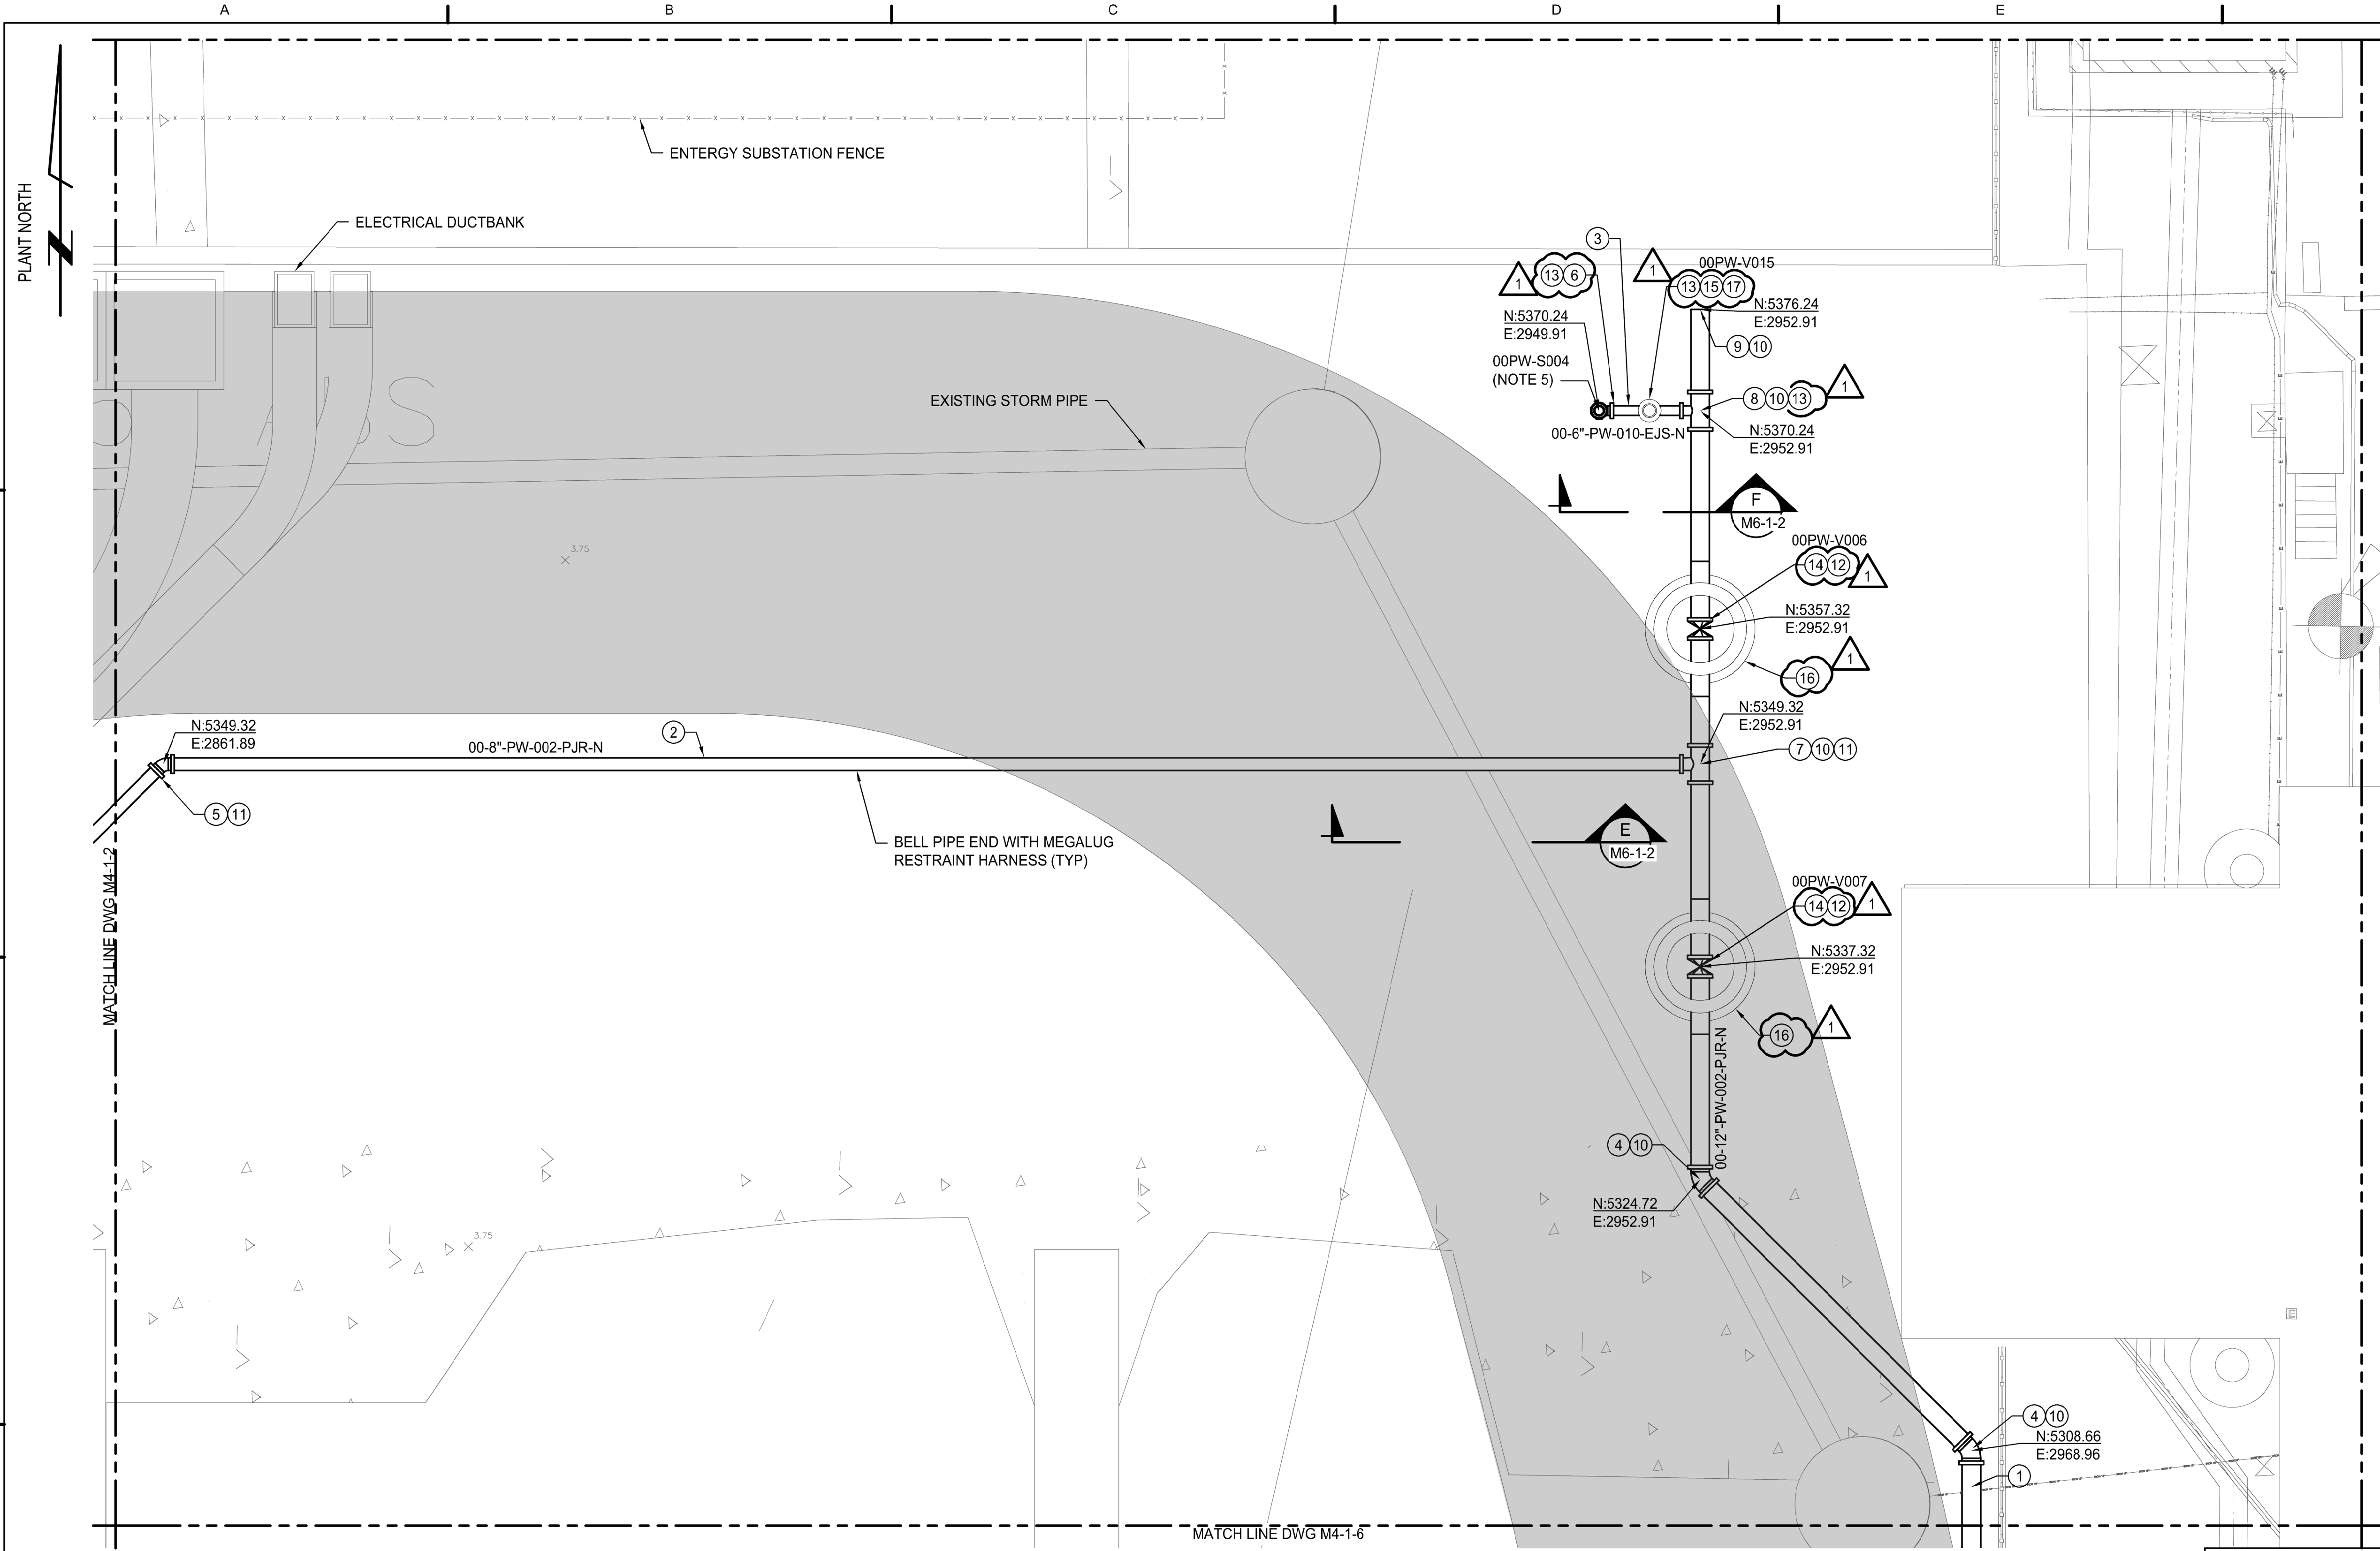 A
B
C
D
E
PLANT NORTH
N
ENTERGY SUBSTATION FENCE
ELECTRICAL DUCTBANK
3
13 6
1
1
00PW-V015
13 15 17
N:5376.24
E:2952.91
N:5370.24
E:2949.91
9 10
00PW-S004
(NOTE 5)
EXISTING STORM PIPE
8 10 13
1
00-6"-PW-010-EJS-N
N:5370.24
E:2952.91
F
M6-1-2
3.75
00PW-V006
14 12
1
N:5357.32
E:2952.91
1
16
N:5349.32
E:2952.91
N:5349.32
E:2861.89
2
00-8"-PW-002-PJR-N
7 10 11
5 11
BELL PIPE END WITH MEGALUG
RESTRAINT HARNESS (TYP)
E
M6-1-2
MATCH LINE DWG M4-1-2
00PW-V007
14 12
1
N:5337.32
E:2952.91
16
1
00-12"-PW-002-PJR-N
4 10
N:5324.72
E:2952.91
3.75
E
4 10
N:5308.66
E:2968.96
1
MATCH LINE DWG M4-1-6